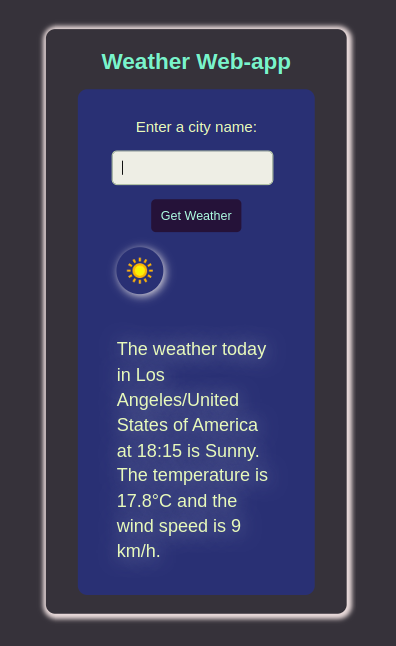 Weather Web-app
Enter a city name:
Get Weather
The weather today
in Los
Angeles/United
States of America
at 18:15 is Sunny.
The temperature is
17.8°C and the
wind speed is 9
km/h.